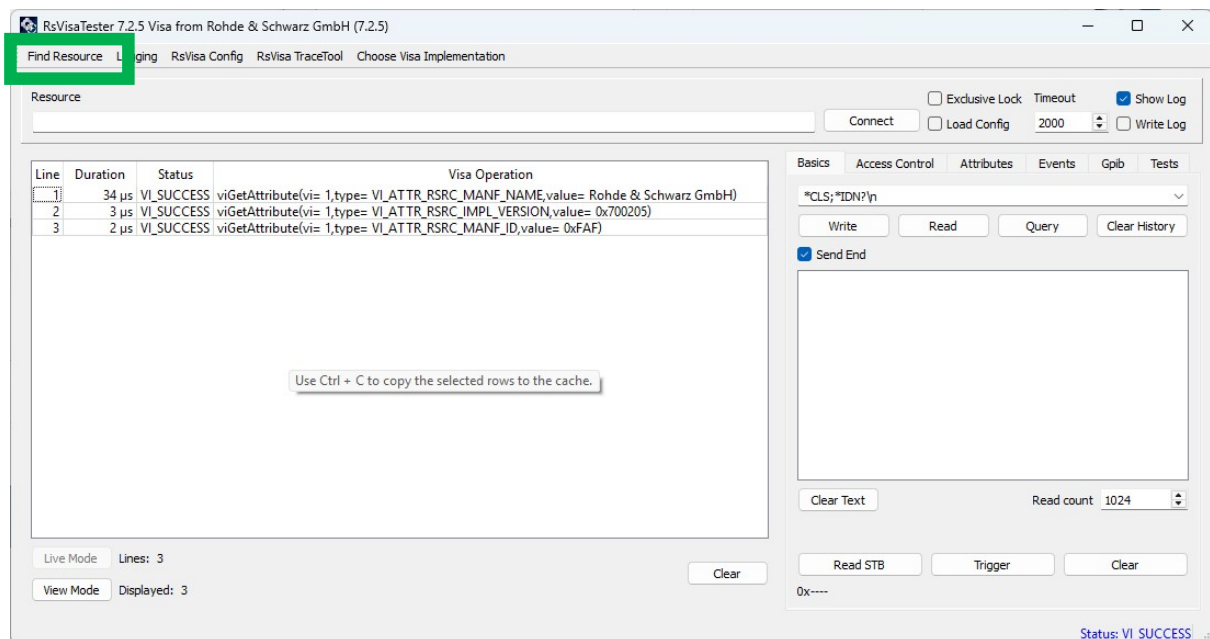 RsVisaTester 7.2.5 Visa from Rohde & Schwarz GmbH (7.2.5)
Find Resource L ging RsVisa Config RsVisa TraceTool Choose Visa Implementation
Resource
Exclusive Lock Timeout Show Log
Connect Load Config 2000 Write Log
Line Duration Status Visa Operation
1 34 µs VI_SUCCESS viGetAttribute(vi= 1,type= VI_ATTR_RSRC_MANF_NAME,value= Rohde & Schwarz GmbH)
2 3 µs VI_SUCCESS viGetAttribute(vi= 1,type= VI_ATTR_RSRC_IMPL_VERSION,value= 0x700205)
3 2 µs VI_SUCCESS viGetAttribute(vi= 1,type= VI_ATTR_RSRC_MANF_ID,value= 0xFAF)
Use Ctrl + C to copy the selected rows to the cache.
Live Mode Lines: 3
View Mode Displayed: 3
Clear
Basics Access Control Attributes Events Gpib Tests
*CLS;*IDN?\n
Write Read Query Clear History
Send End
Clear Text Read count 1024
Read STB Trigger Clear
0x----
Status: VI_SUCCESS